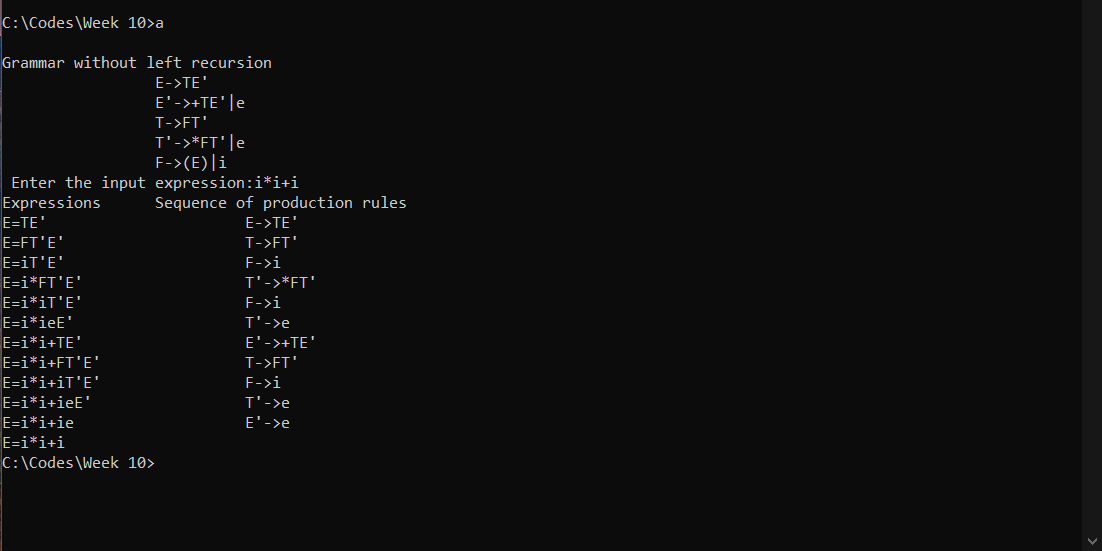 C:\Codes\Week 10>a
Grammar without left recursion
E->TE'
E'->+TE'|e
T->FT'
T'->*FT'|e
F->(E)|i
Enter the input expression:i*i+i
Expressions      Sequence of production rules
E=TE'                      E->TE'
E=FT'E'                    T->FT'
E=iT'E'                    F->i
E=i*FT'E'                  T'->*FT'
E=i*iT'E'                  F->i
E=i*ieE'                   T'->e
E=i*i+TE'                  E'->+TE'
E=i*i+FT'E'                T->FT'
E=i*i+iT'E'                F->i
E=i*i+ieE'                 T'->e
E=i*i+ie                   E'->e
E=i*i+i
C:\Codes\Week 10>